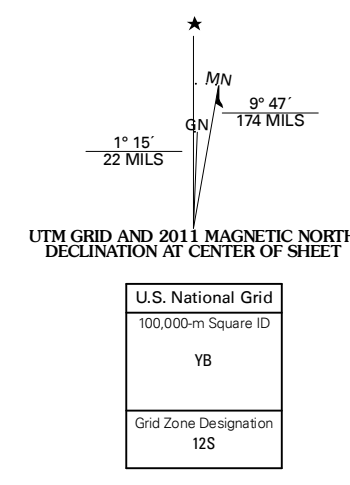 ★
MN
GN
9° 47´
174 MILS
1° 15´
22 MILS
UTM GRID AND 2011 MAGNETIC NORTH
DECLINATION AT CENTER OF SHEET
U.S. National Grid
100,000-m Square ID
YB
Grid Zone Designation
12S